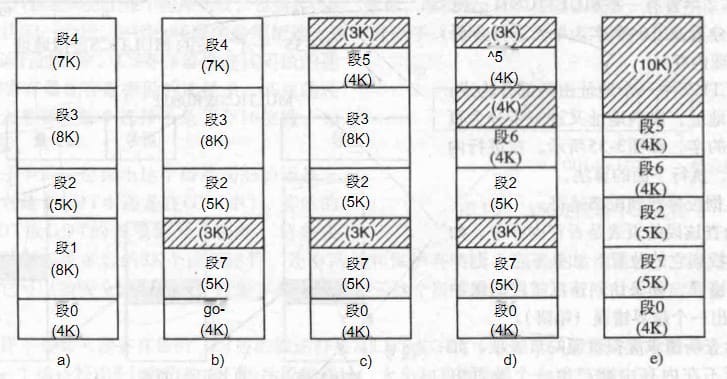 段4
(7K)
段3
(8K)
段2
(5K)
段1
(8K)
段0
(4K)
a)
段4
(7K)
段3
(8K)
段2
(5K)
(3K)
段7
(5K)
go-
(4K)
b)
(3K)
段5
(4K)
段3
(8K)
段2
(5K)
(3K)
段7
(5K)
段0
(4K)
c)
(3K)
^5
(4K)
(4K)
段6
(4K)
段2
(5K)
(3K)
段7
(5K)
段0
(4K)
d)
(10K)
段5
(4K)
段6
(4K)
段2
(5K)
段7
(5K)
段0
(4K)
e)